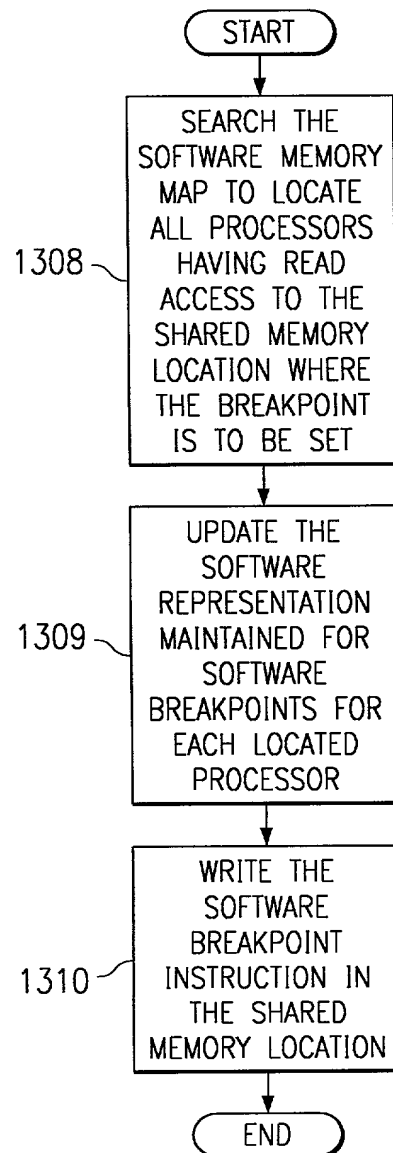 START
SEARCH THE
SOFTWARE MEMORY
MAP TO LOCATE
ALL PROCESSORS
HAVING READ
ACCESS TO THE
SHARED MEMORY
LOCATION WHERE
THE BREAKPOINT
IS TO BE SET
1308
UPDATE THE
SOFTWARE
REPRESENTATION
MAINTAINED FOR
SOFTWARE
BREAKPOINTS FOR
EACH LOCATED
PROCESSOR
1309
WRITE THE
SOFTWARE
BREAKPOINT
INSTRUCTION IN
THE SHARED
MEMORY LOCATION
1310
END